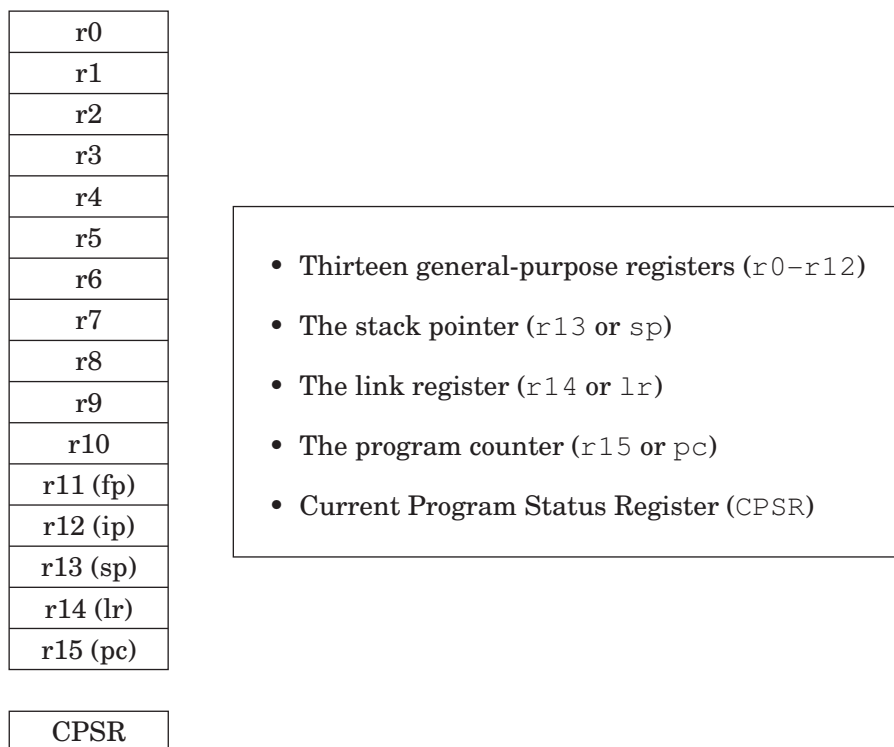 r0
r1
r2
r3
r4
r5
r6
r7
r8
r9
r10
r11 (fp)
r12 (ip)
r13 (sp)
r14 (lr)
r15 (pc)
CPSR
• Thirteen general-purpose registers (r0–r12)
• The stack pointer (r13 or sp)
• The link register (r14 or lr)
• The program counter (r15 or pc)
• Current Program Status Register (CPSR)